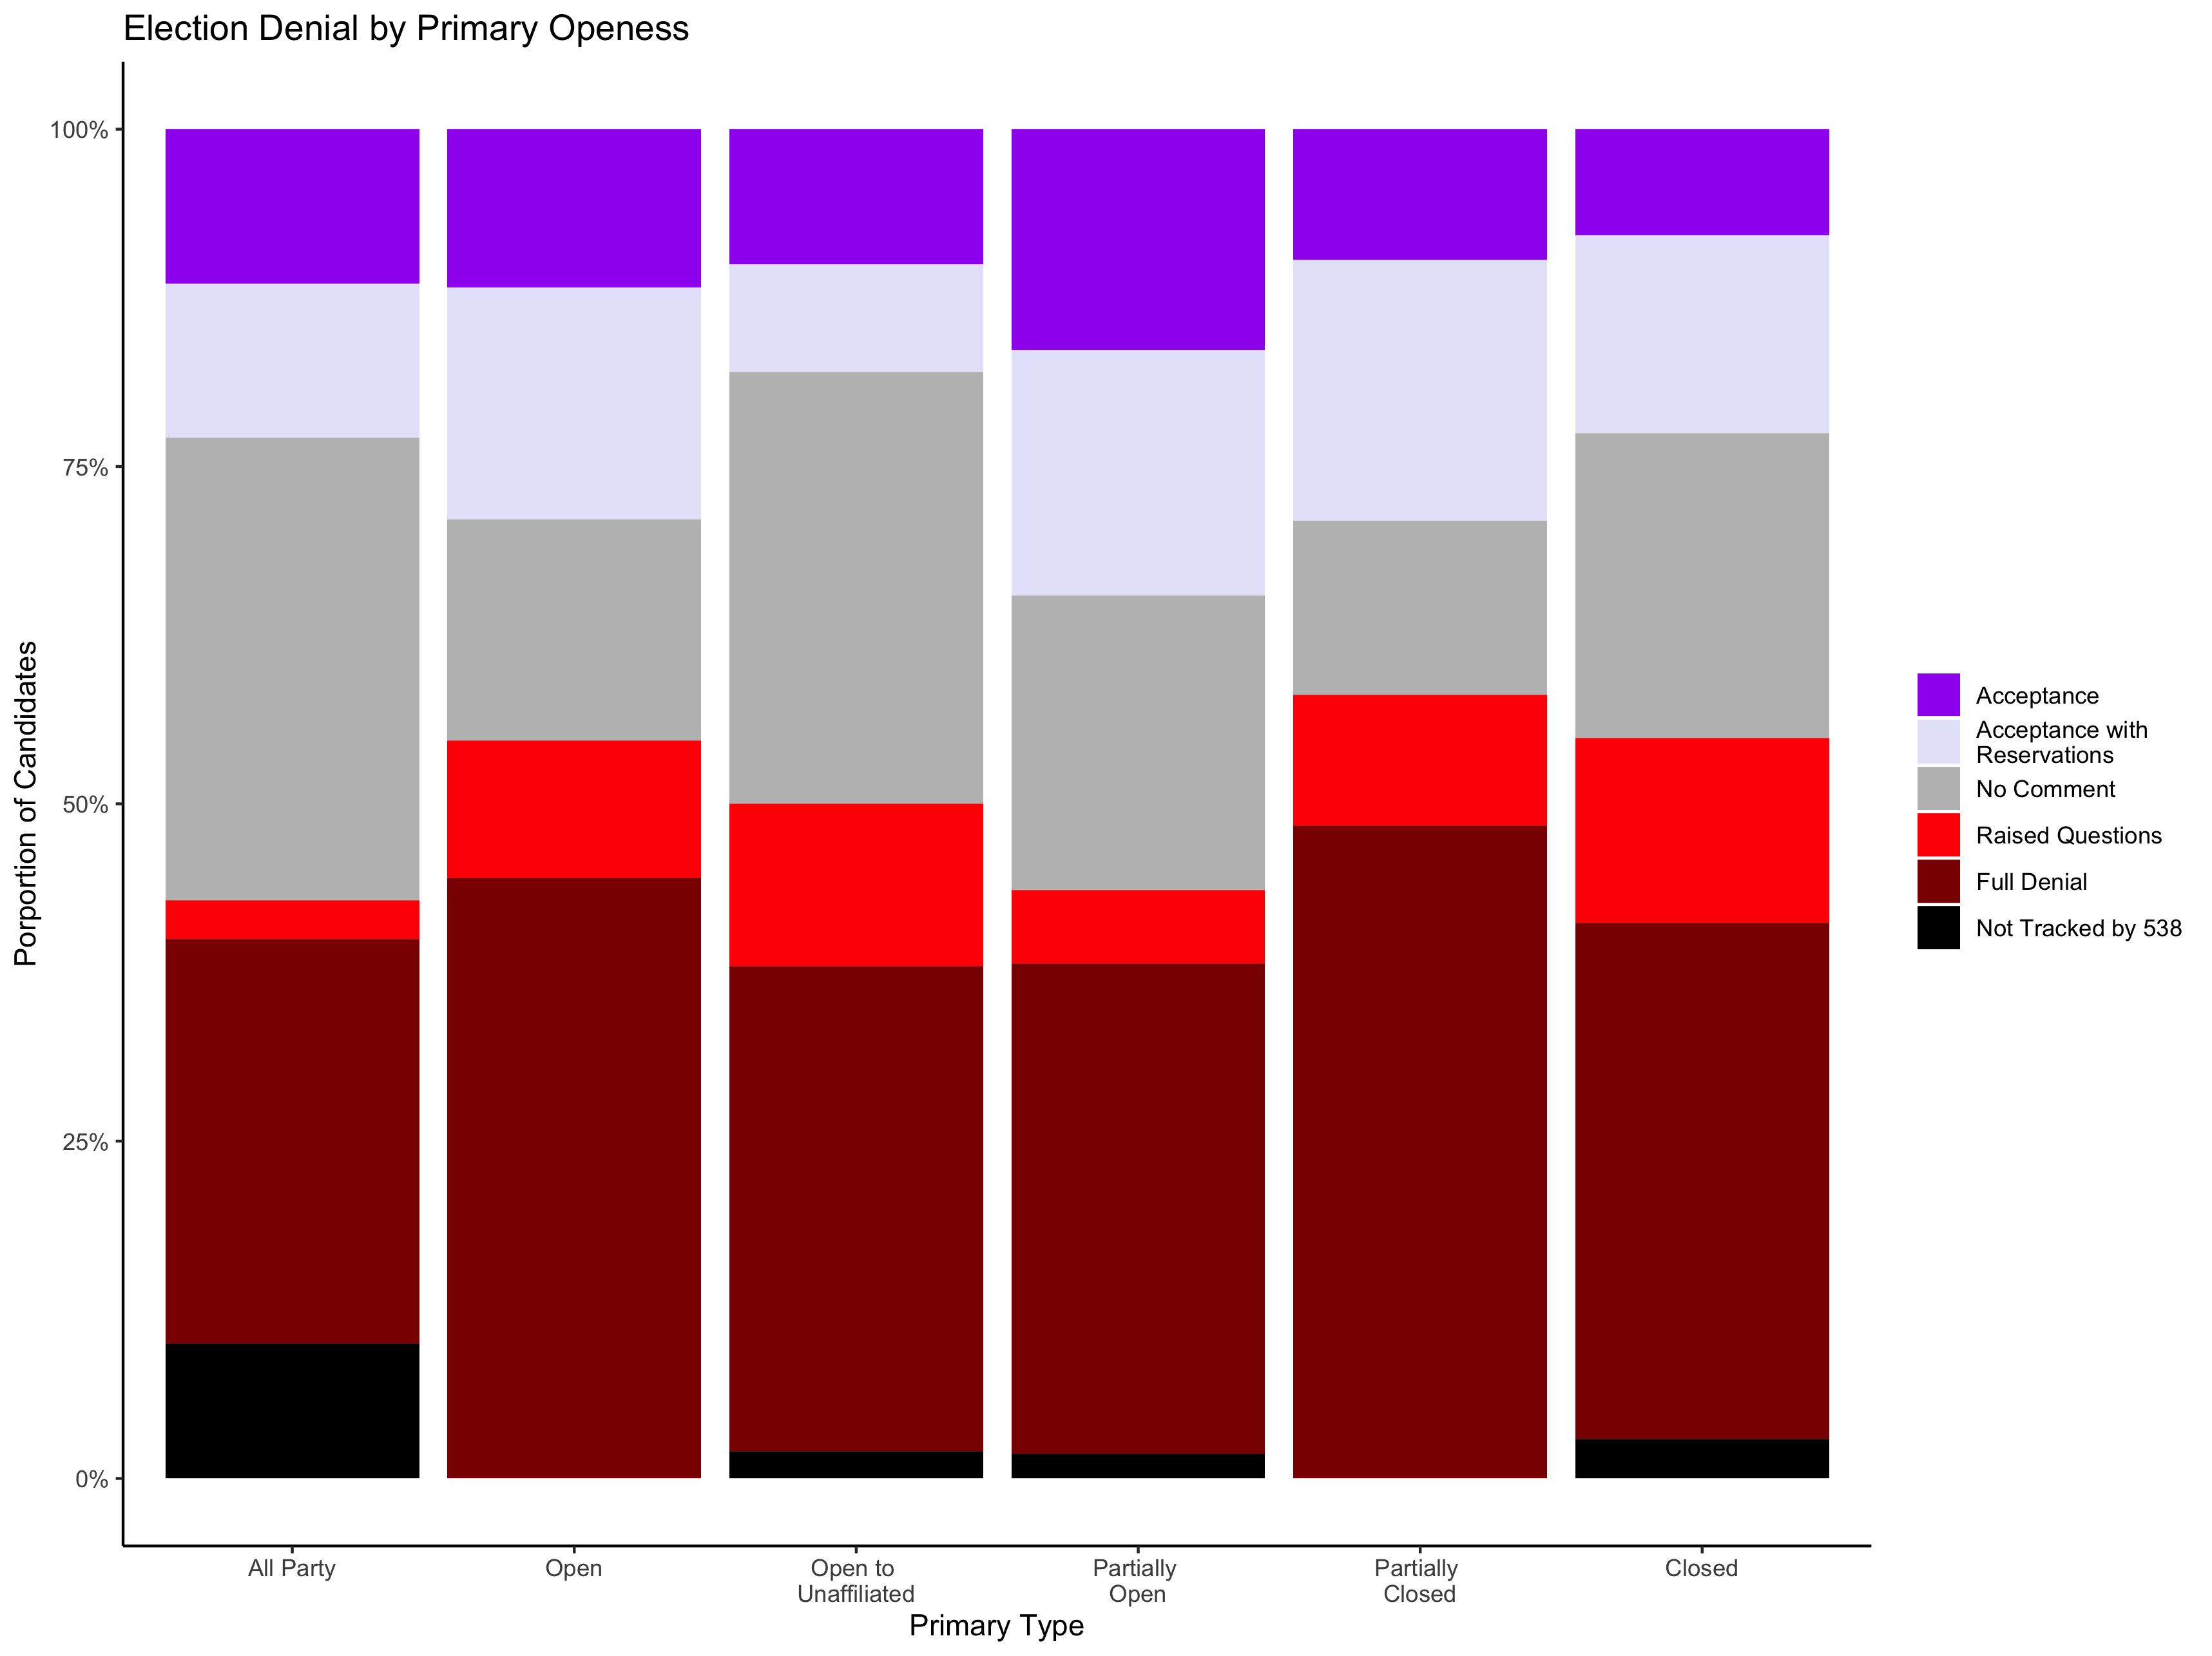 Election Denial by Primary Openess
100%
75%
50%
25%
0%
Porportion of Candidates
All Party
Open
Open to
Unaffiliated
Partially
Open
Partially
Closed
Closed
Primary Type
Acceptance
Acceptance with
Reservations
No Comment
Raised Questions
Full Denial
Not Tracked by 538